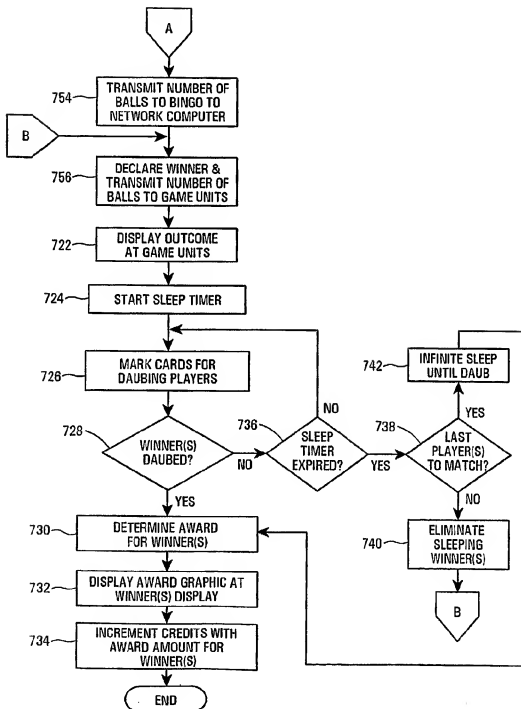 A
754
TRANSMIT NUMBER OF
BALLS TO BINGO TO
NETWORK COMPUTER
B
756
DECLARE WINNER &
TRANSMIT NUMBER OF
BALLS TO GAME UNITS
722
DISPLAY OUTCOME
AT GAME UNITS
724
START SLEEP TIMER
726
MARK CARDS FOR
DAUBING PLAYERS
742
INFINITE SLEEP
UNTIL DAUB
728
WINNER(S)
DAUBED?
NO
YES
736
SLEEP
TIMER
EXPIRED?
NO
YES
738
LAST
PLAYER(S)
TO MATCH?
YES
NO
730
DETERMINE AWARD
FOR WINNER(S)
740
ELIMINATE
SLEEPING
WINNER(S)
B
732
DISPLAY AWARD GRAPHIC AT
WINNER(S) DISPLAY
734
INCREMENT CREDITS WITH
AWARD AMOUNT FOR
WINNER(S)
END